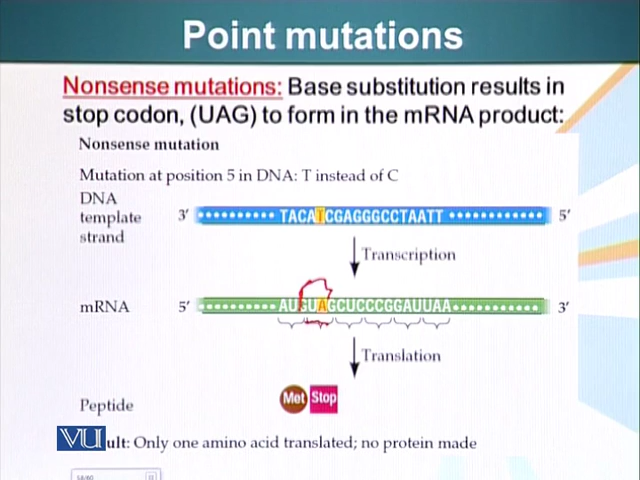 Point mutations
Nonsense mutations: Base substitution results in
stop codon, (UAG) to form in the mRNA product:
Nonsense mutation
Mutation at position 5 in DNA: T instead of C
DNA
template
strand
3' TACATCGAGGGCCTAATT 5'
Transcription
mRNA 5' AUGUAGCUCCCGGAUUAA 3'
Translation
Peptide Met Stop
VU ult: Only one amino acid translated; no protein made
58/60